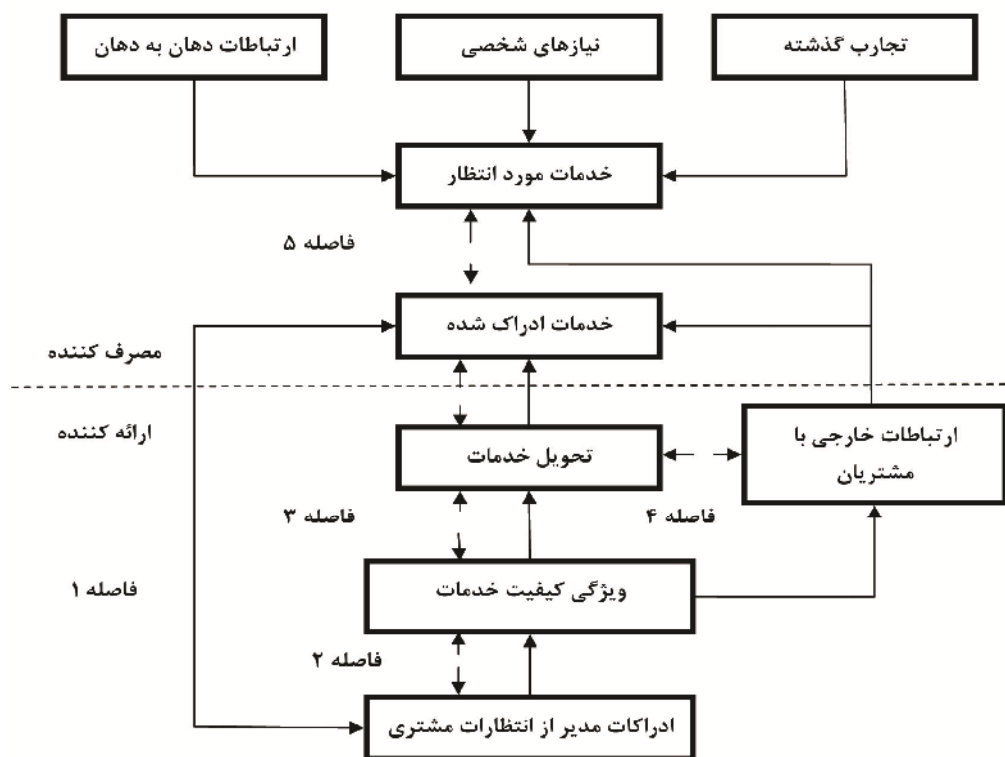 تجارب گذشته
نیازهای شخصی
ارتباطات دهان به دهان
خدمات مورد انتظار
فاصله ۵
خدمات ادراک شده
مصرف کننده
ارائه کننده
ارتباطات خارجی با
مشتریان
تحویل خدمات
فاصله ۴
فاصله ۳
فاصله ۱
ویژگی کیفیت خدمات
فاصله ۲
ادراکات مدیر از انتظارات مشتری